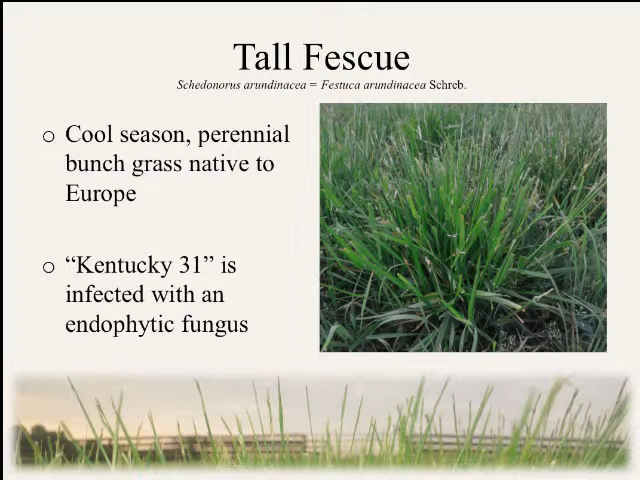 Tall Fescue
Schedonorus arundinacea = Festuca arundinacea Schreb.
o Cool season, perennial
bunch grass native to
Europe
o “Kentucky 31” is
infected with an
endophytic fungus